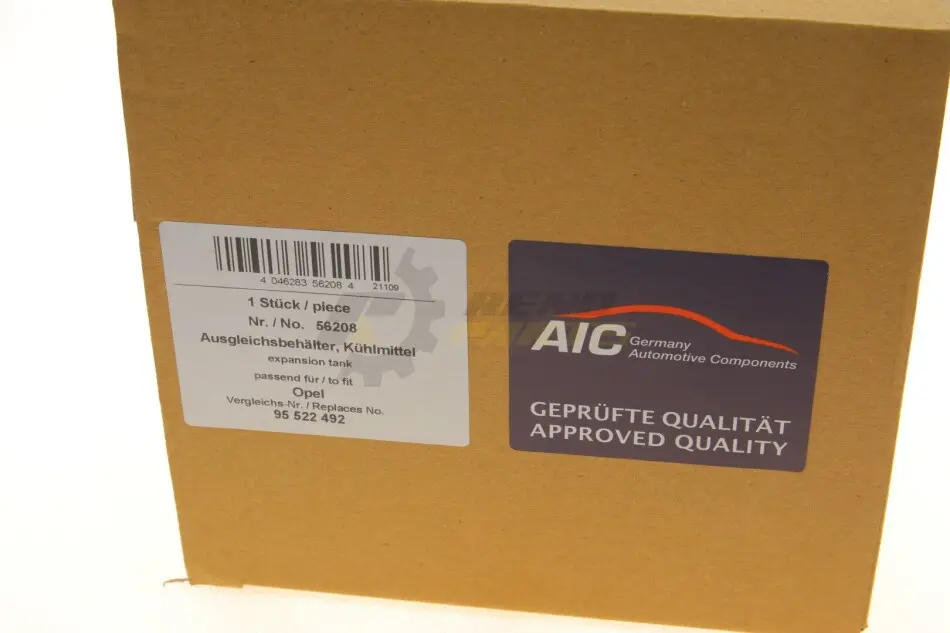 4 046283 56208 4 21109
1 Stück / piece
Nr. / No. 56208
Ausgleichsbehälter, Kühlmittel
expansion tank
passend für / to fit
Opel
Vergleichs-Nr. / Replaces No.
95 522 492
AIC Germany
Automotive Components
GEPRÜFTE QUALITÄT
APPROVED QUALITY